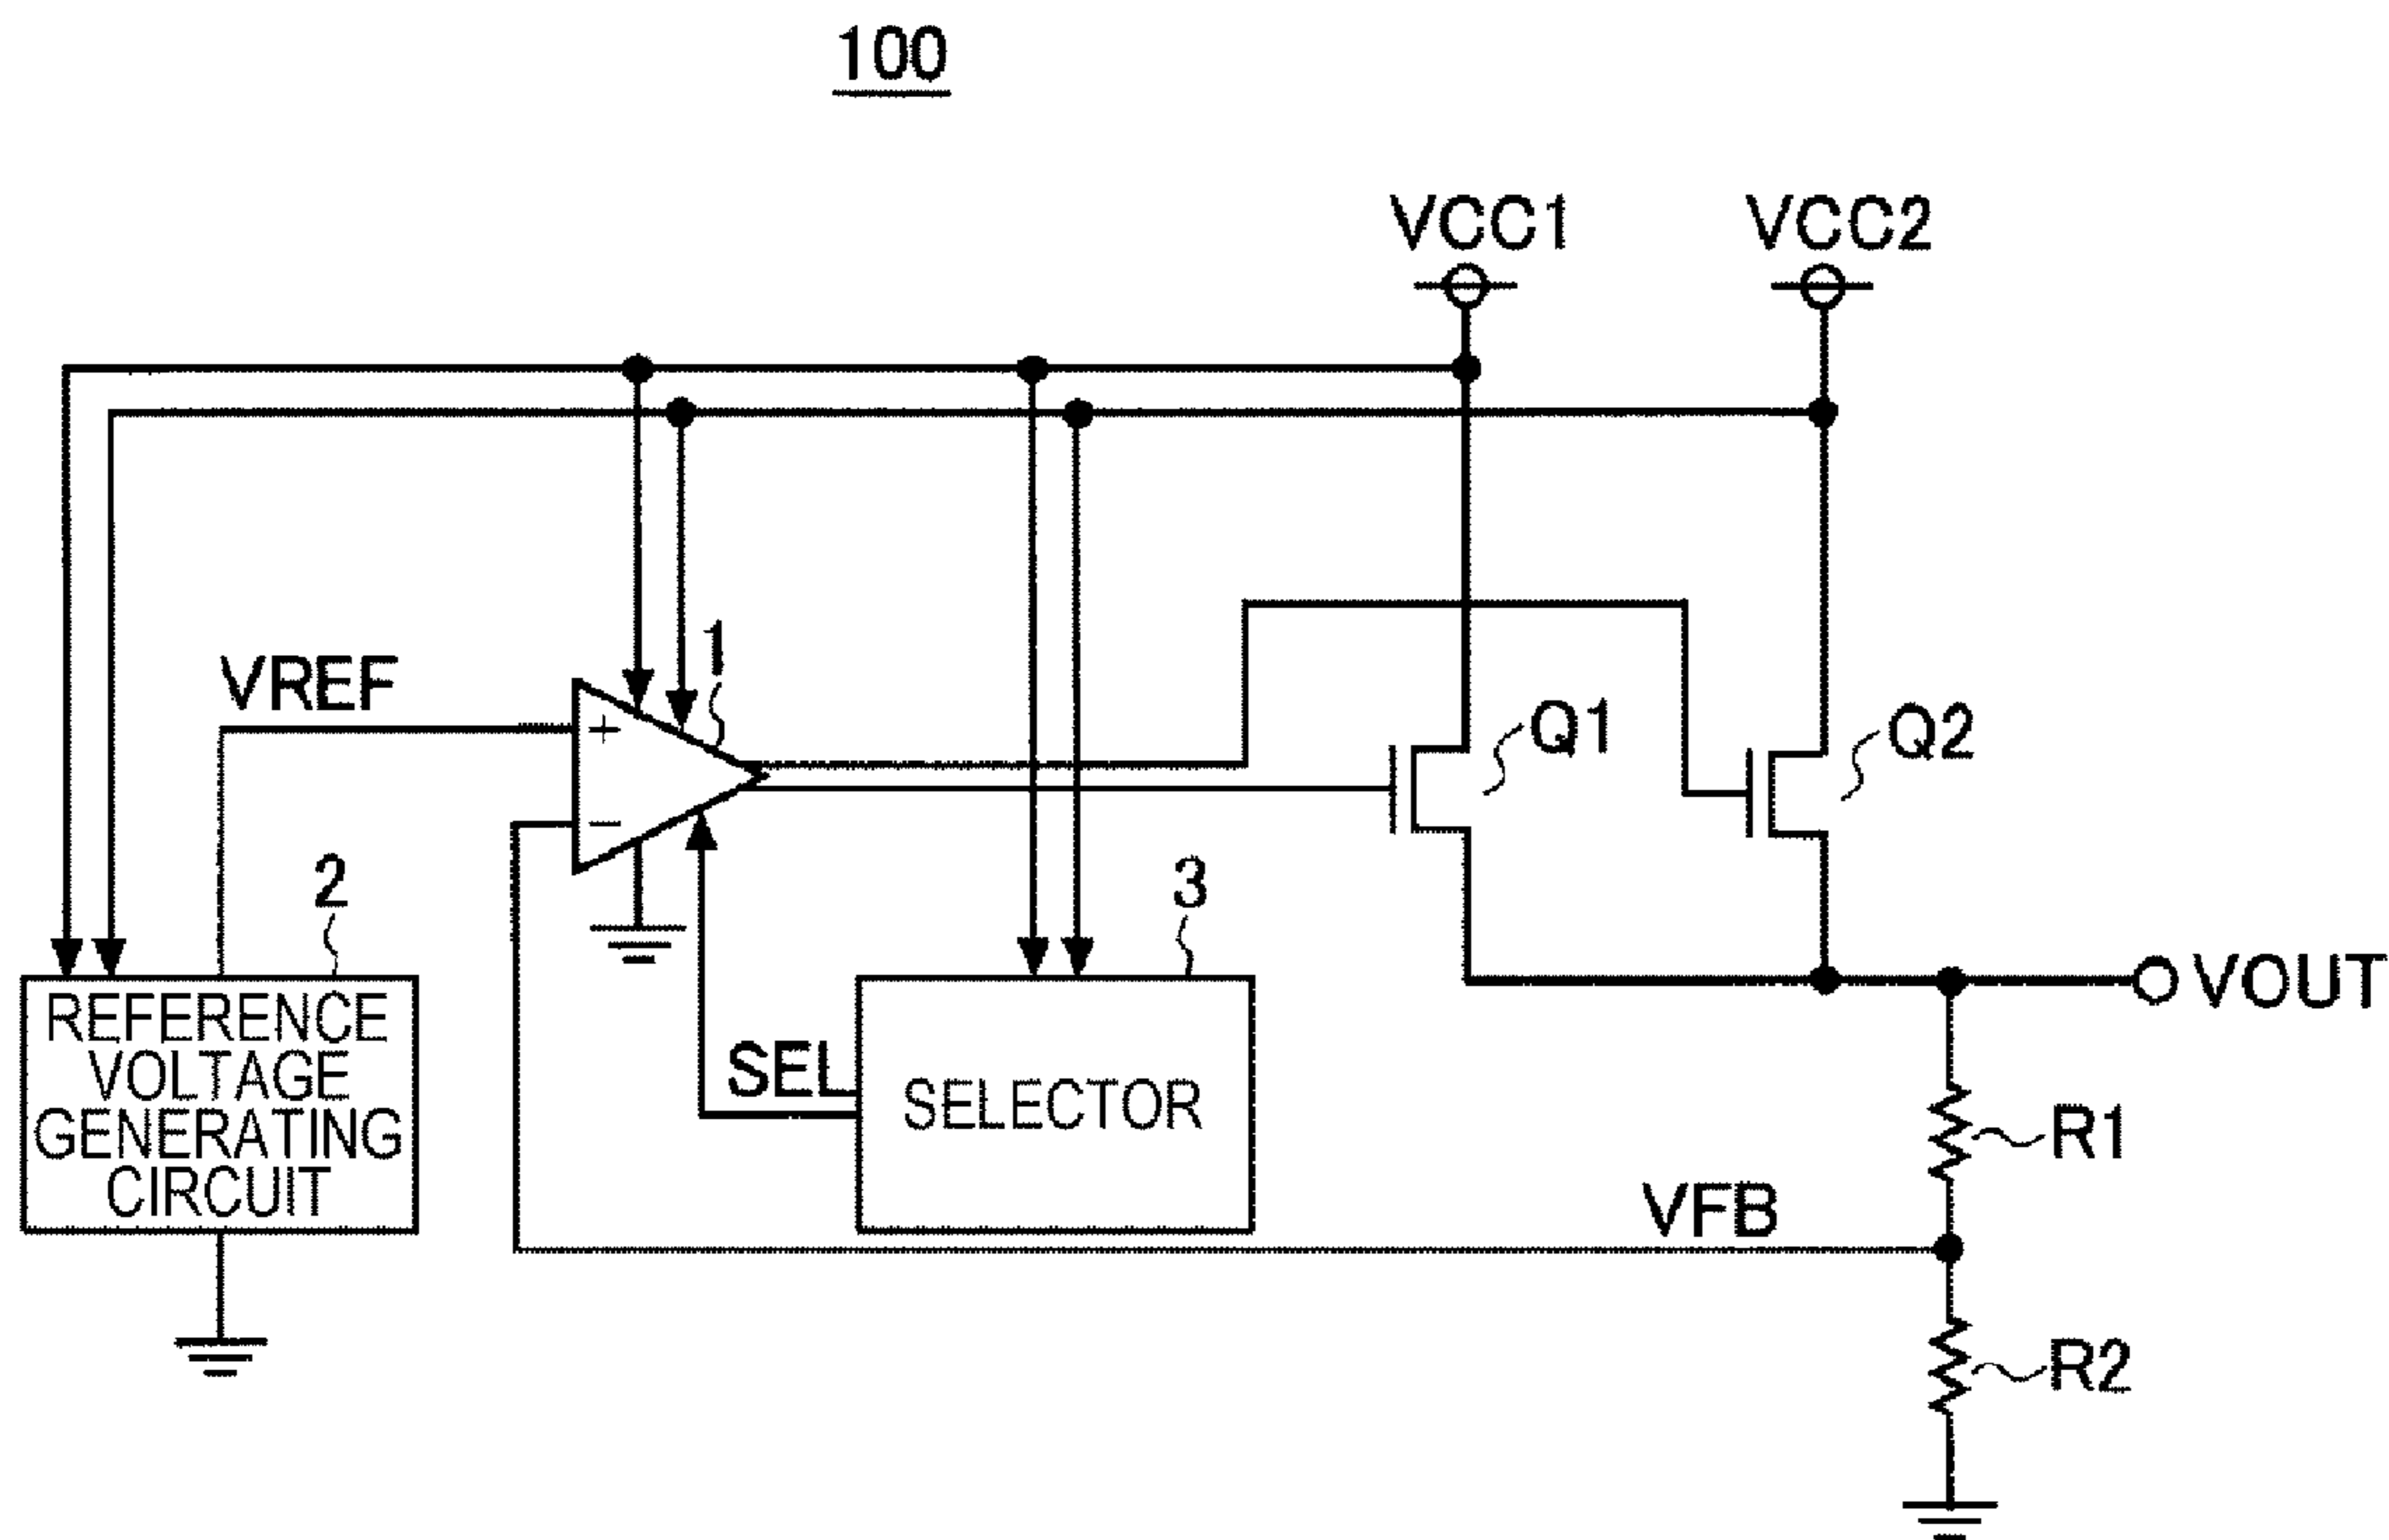 100
VCC1 VCC2
1
VREF
+
Q1 Q2
−
2
3
VOUT
REFERENCE
VOLTAGE
GENERATING
CIRCUIT
SEL
SELECTOR
R1
VFB
R2